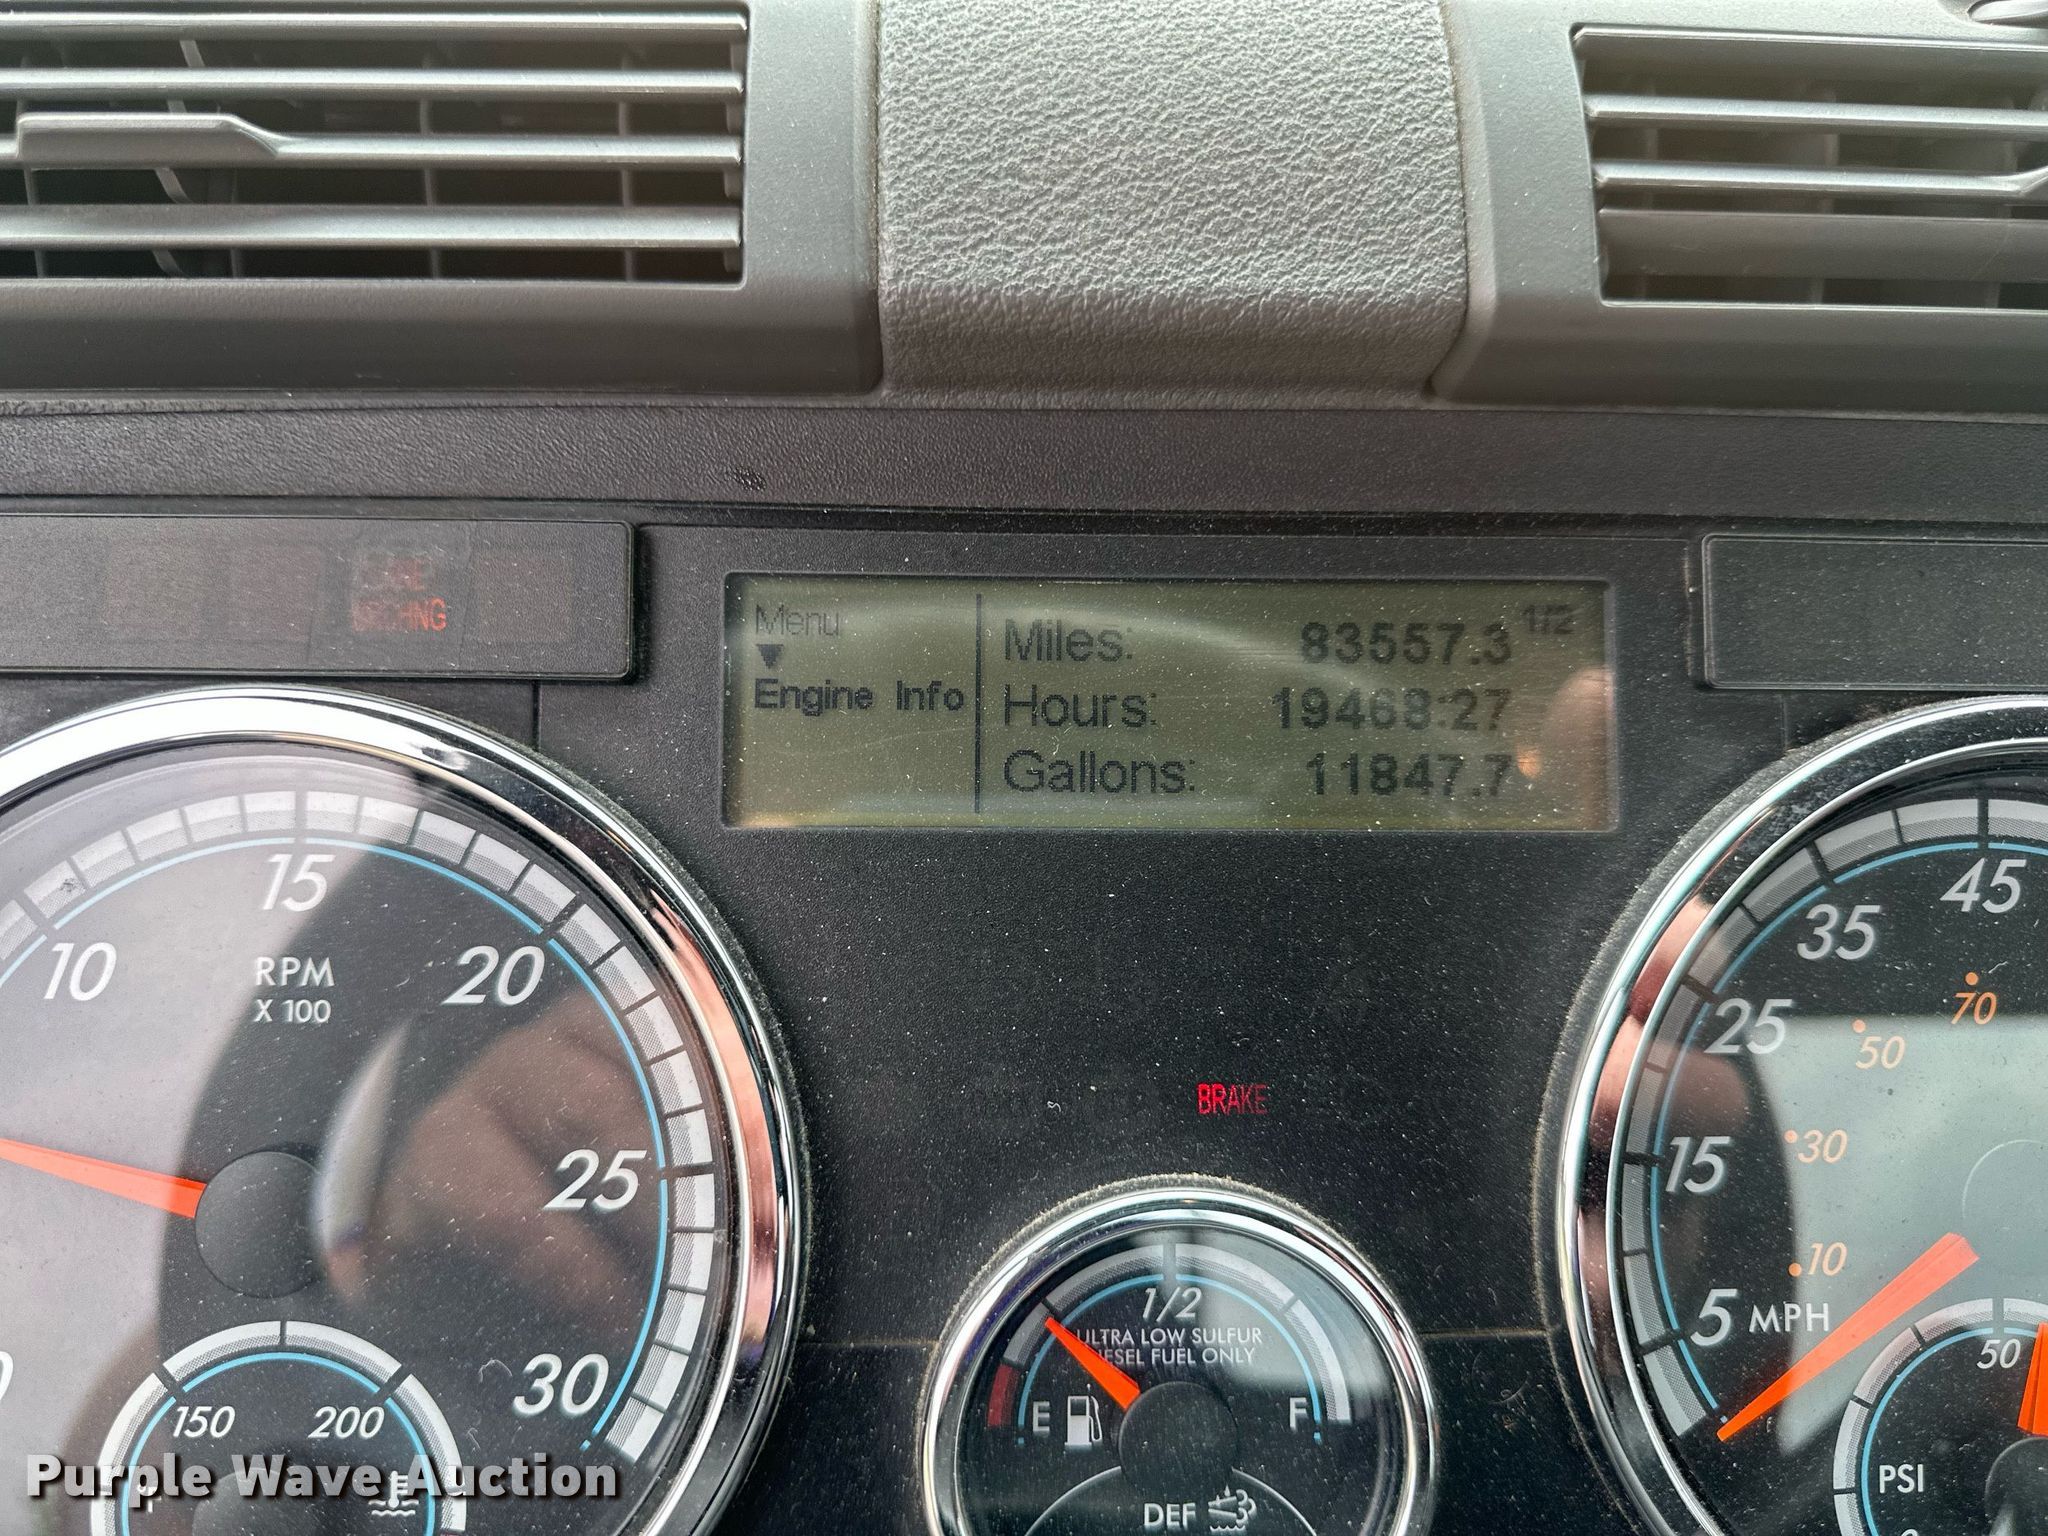 Menu
Engine Info
Miles: 83557.3 1/2
Hours: 19468:27
Gallons: 11847.7
10
15
20
25
30
RPM
X 100
150
200
BRAKE
1/2
ULTRA LOW SULFUR
FUEL ONLY
E
F
DEF
45
35
25
15
5 MPH
70
50
30
10
50
PSI
Purple Wave Auction